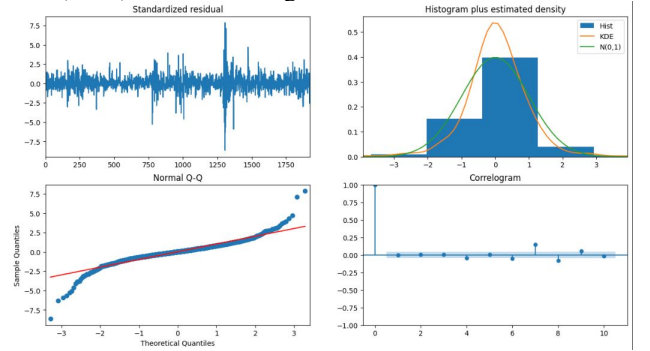 Standardized residual
7.5
5.0
2.5
0.0
−2.5
−5.0
−7.5
0 250 500 750 1000 1250 1500 1750
Histogram plus estimated density
Hist
KDE
N(0,1)
0.5
0.4
0.3
0.2
0.1
0.0
−3 −2 −1 0 1 2 3
Normal Q-Q
Sample Quantiles
7.5
5.0
2.5
0.0
−2.5
−5.0
−7.5
−3 −2 −1 0 1 2 3
Theoretical Quantiles
Correlogram
1.00
0.75
0.50
0.25
0.00
−0.25
−0.50
−0.75
−1.00
0 2 4 6 8 10